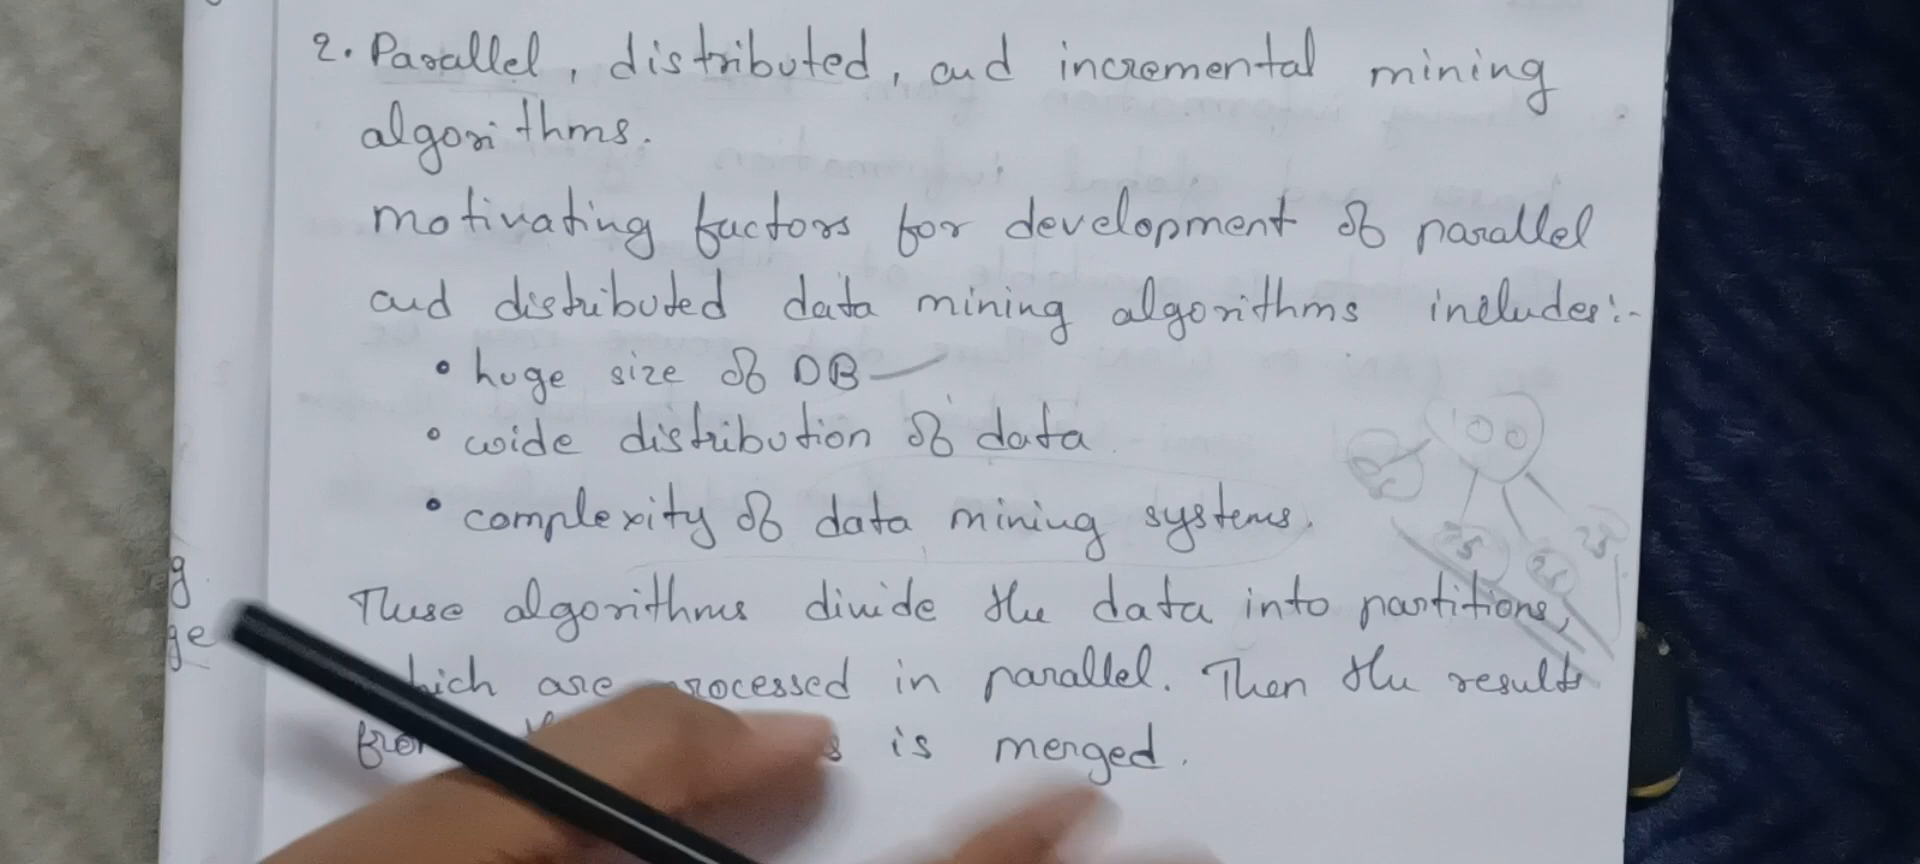 2. Parallel, distributed, and incremental mining
algorithms.
motivating factors for development of parallel
and distributed data mining algorithms includes:-
• huge size of DB
• wide distribution of data
• complexity of data mining systems.
These algorithms divide the data into partitions,
are in parallel. Then the results
is merged.
g
ge
25